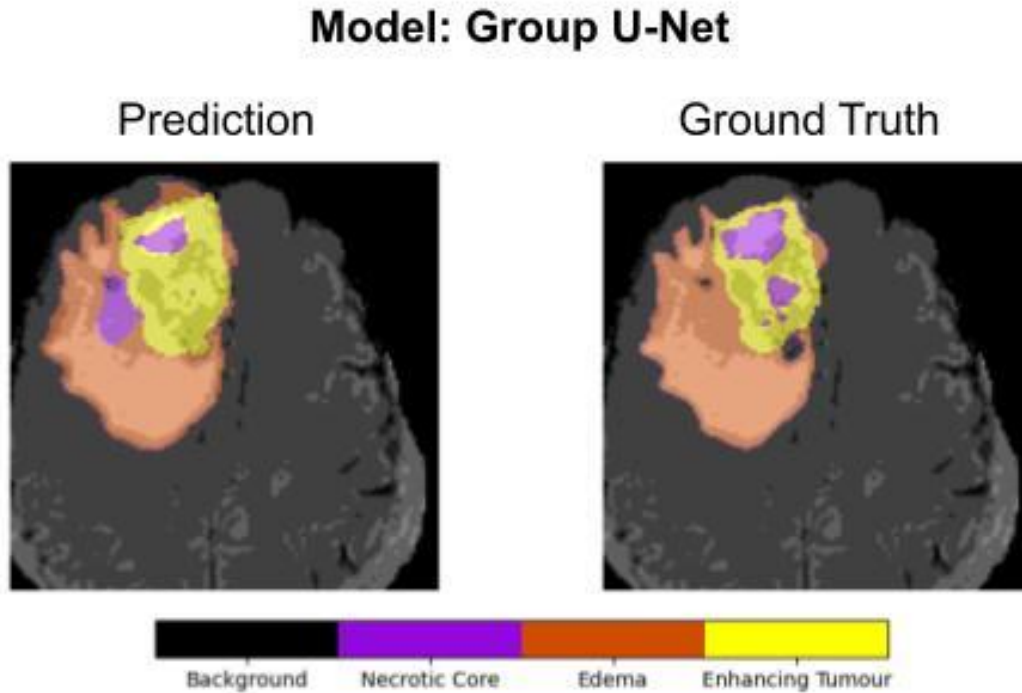 Model: Group U-Net
Prediction
Ground Truth
Background
Necrotic Core
Edema
Enhancing Tumour